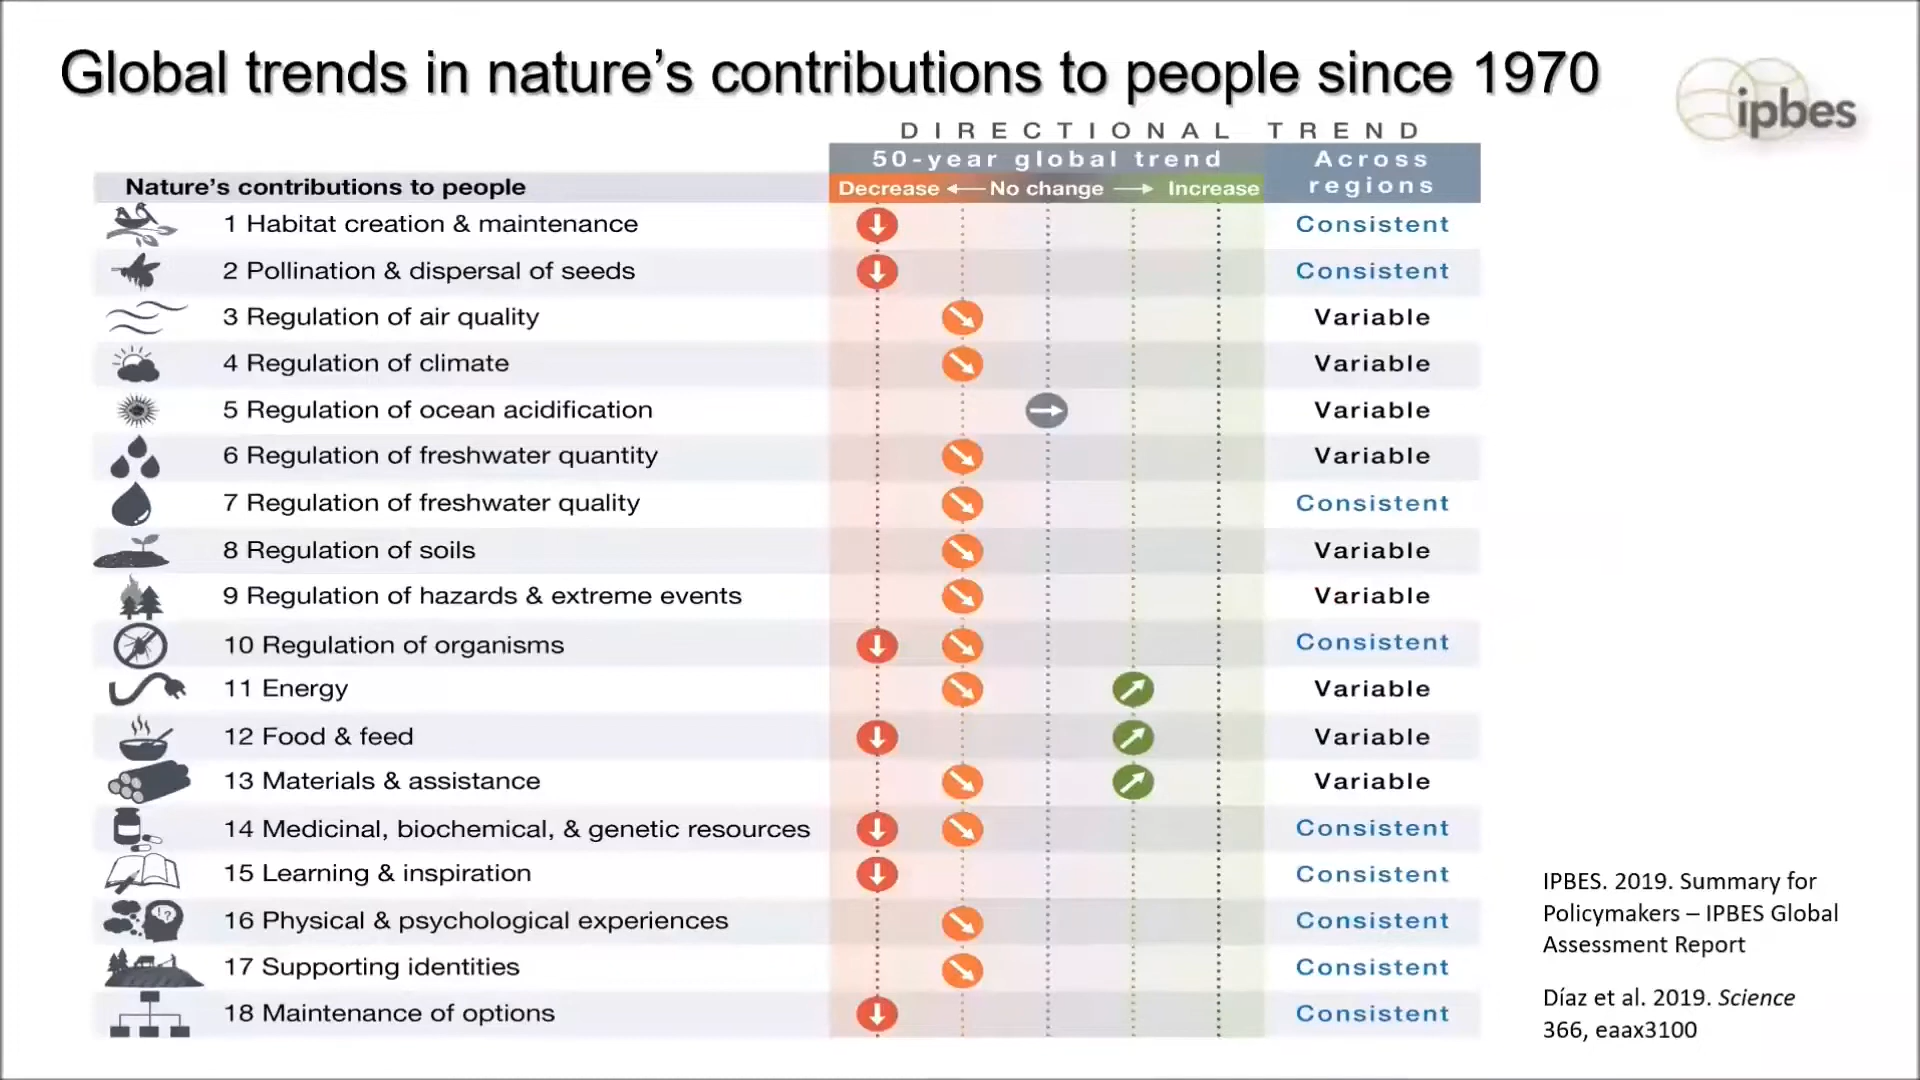 Global trends in nature’s contributions to people since 1970
ipbes
DIRECTIONAL TREND
50-year global trend
Across
regions
Nature’s contributions to people
Decrease No change Increase
1 Habitat creation & maintenance Consistent
2 Pollination & dispersal of seeds Consistent
3 Regulation of air quality Variable
4 Regulation of climate Variable
5 Regulation of ocean acidification Variable
6 Regulation of freshwater quantity Variable
7 Regulation of freshwater quality Consistent
8 Regulation of soils Variable
9 Regulation of hazards & extreme events Variable
10 Regulation of organisms Consistent
11 Energy Variable
12 Food & feed Variable
13 Materials & assistance Variable
14 Medicinal, biochemical, & genetic resources Consistent
15 Learning & inspiration Consistent
16 Physical & psychological experiences Consistent
17 Supporting identities Consistent
18 Maintenance of options Consistent
IPBES. 2019. Summary for
Policymakers – IPBES Global
Assessment Report
Díaz et al. 2019. Science
366, eaax3100